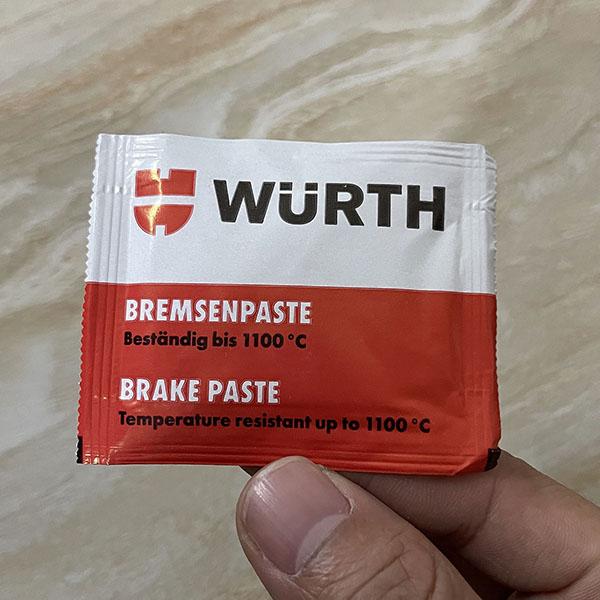 WÜRTH
BREMSENPASTE
Beständig bis 1100 °C
BRAKE PASTE
Temperature resistant up to 1100 °C